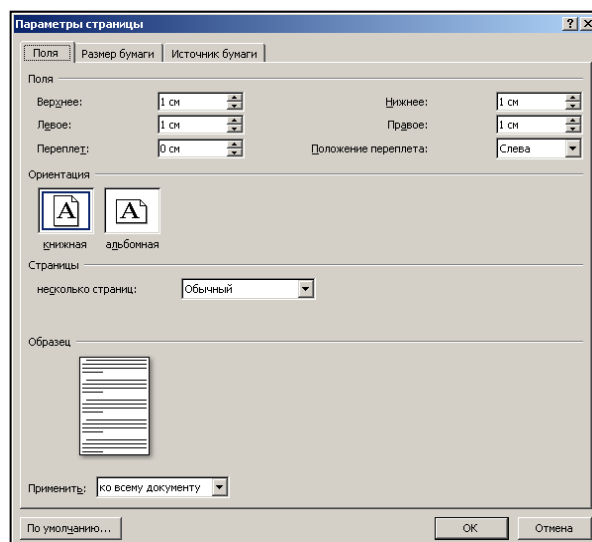 Параметры страницы
Поля Размер бумаги Источник бумаги
Поля
Верхнее: 1 см Нижнее: 1 см
Левое: 1 см Правое: 1 см
Переплет: 0 см Положение переплета: Слева
Ориентация
A A
книжная альбомная
Страницы
несколько страниц: Обычный
Образец
Применить: ко всему документу
По умолчанию... ОК Отмена